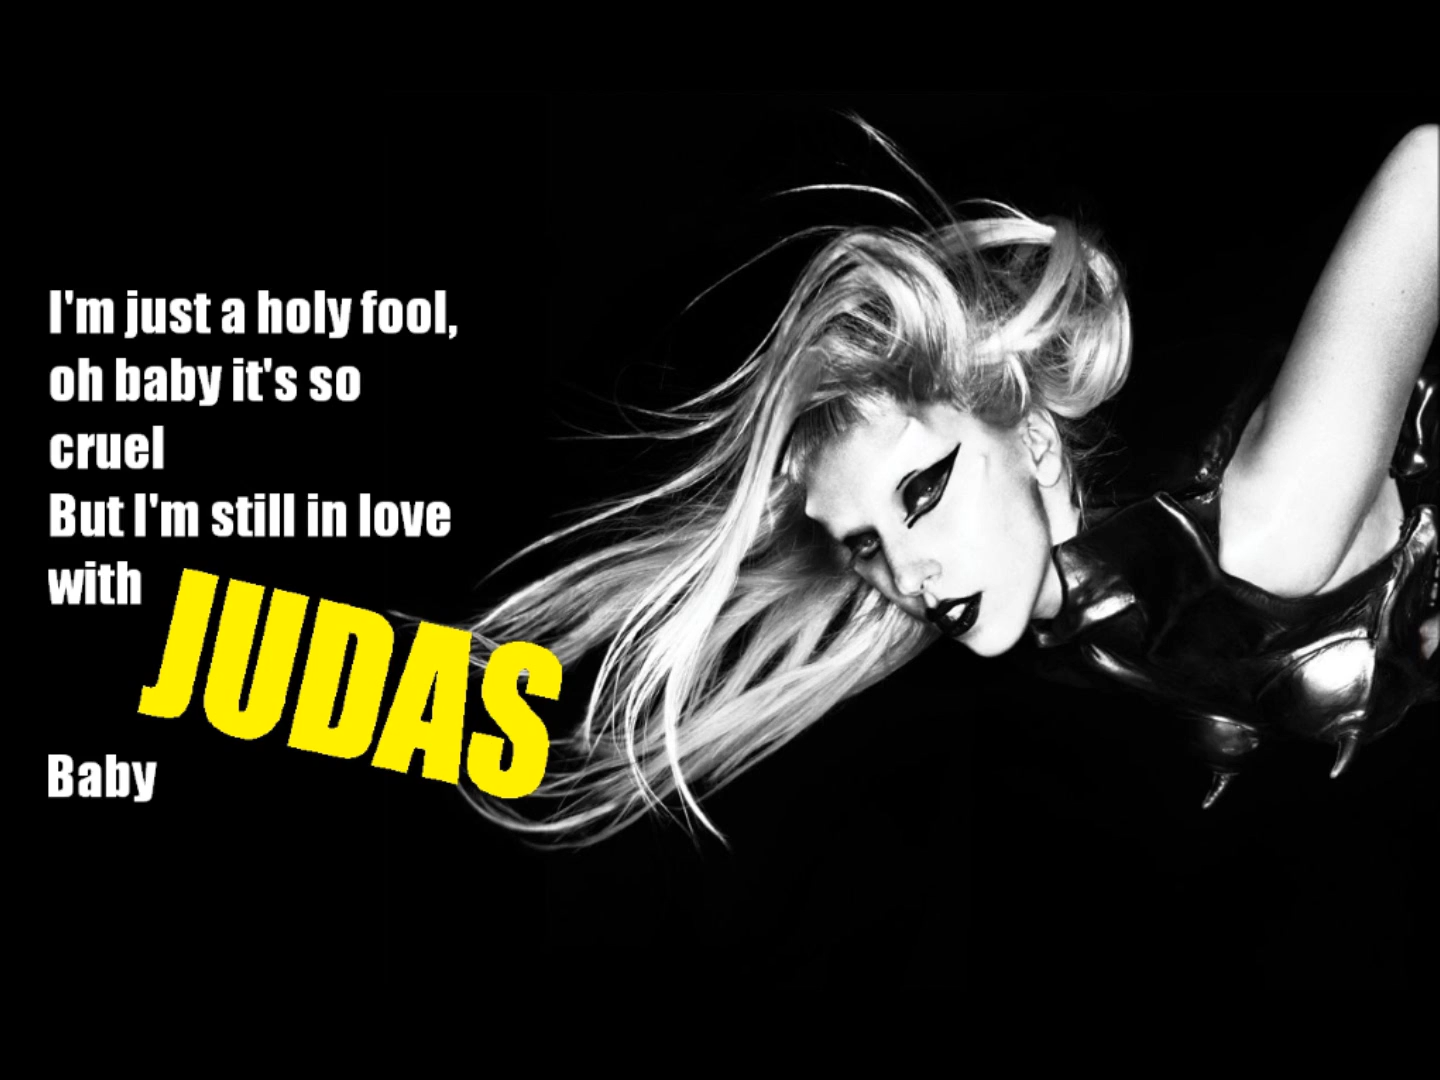 I'm just a holy fool,
oh baby it's so
cruel
But I'm still in love
with JUDAS
Baby